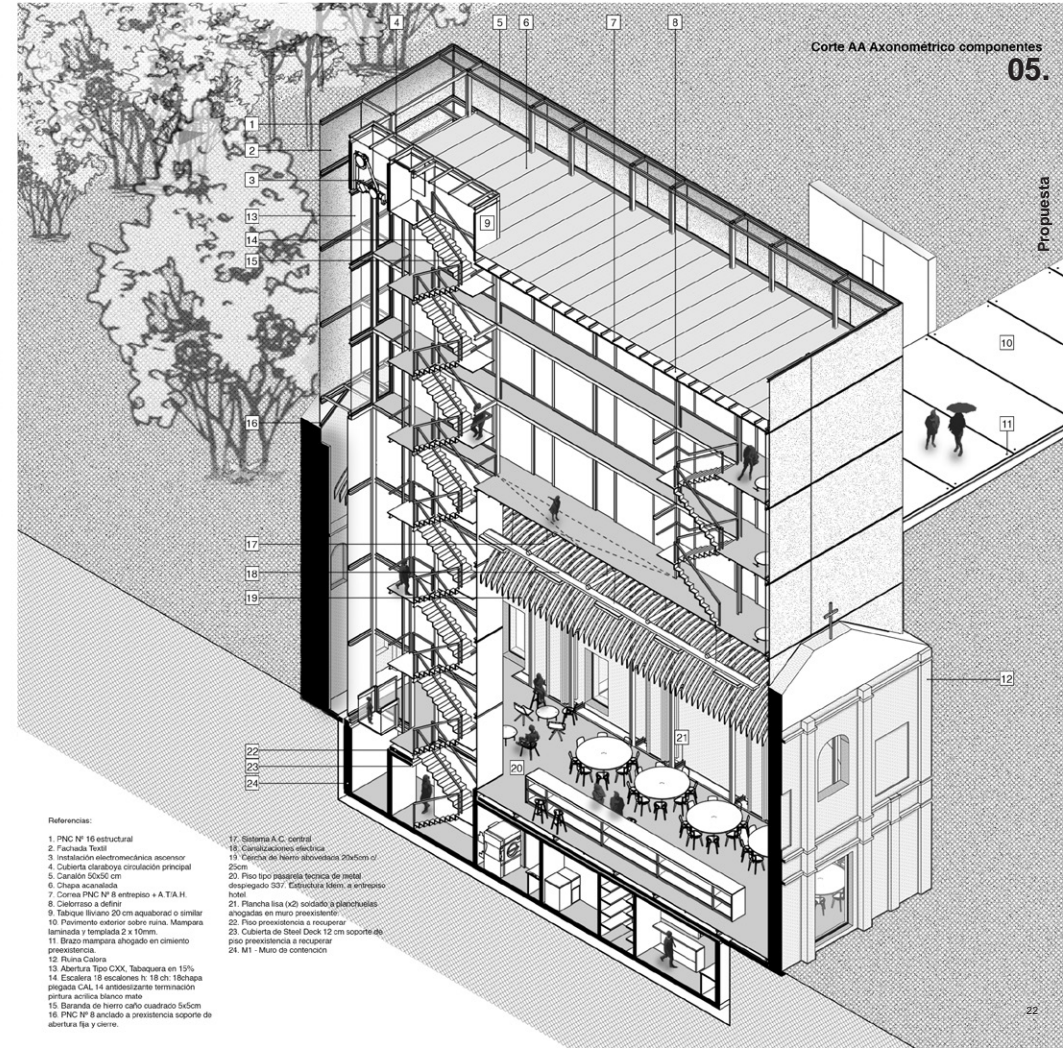 4
5
6
7
8
Corte AA Axonométrico componentes
05.
Propuesta
1
2
3
13
14
15
9
10
11
16
17
18
19
12
21
20
22
23
24
Referencias:
1. PNC Nº 16 estructural
2. Fachada Textil
3. Instalación electromecánica ascensor
4. Cubierta claraboya circulación principal
5. Canalón 50x50 cm
6. Chapa acanalada
7. Correa PNC Nº 8 entrepiso + A.T/A.H.
8. Cielorraso a definir
9. Tabique liviano 20 cm aquaborad o similar
10. Pavimento exterior sobre ruina. Mampara
laminada y templada 2 x 10mm.
11. Brazo mampara ahogado en cimiento
preexistencia.
12. Ruina Calera
13. Abertura Tipo CXX, Tabaquera en 15%
14. Escalera 18 escalones h: 18 ch: 18chapa
plegada CAL 14 antideslizante terminación
pintura acrílica blanco mate
15. Baranda de hierro caño cuadrado 5x5cm
16. PNC Nº 8 anclado a prexistencia soporte de
abertura fija y cierre.
17. Sistema A.C. central
18. Canalizaciones electrica
19. Cercha de hierro abovedada 20x5cm c/
25cm
20. Piso tipo pasarela tecnica de metal
desplegado S37. Estructura Idem. a entrepiso
hotel
21. Plancha lisa (x2) soldado a planchuelas
ahogadas en muro preexistente.
22. Piso preexistencia a recuperar
23. Cubierta de Steel Deck 12 cm soporte de
piso preexistencia a recuperar
24. M1 - Muro de contención
22